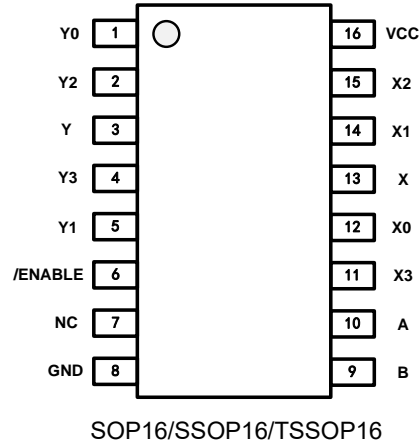 Y0 1 16 VCC
Y2 2 15 X2
Y 3 14 X1
Y3 4 13 X
Y1 5 12 X0
/ENABLE 6 11 X3
NC 7 10 A
GND 8 9 B
SOP16/SSOP16/TSSOP16